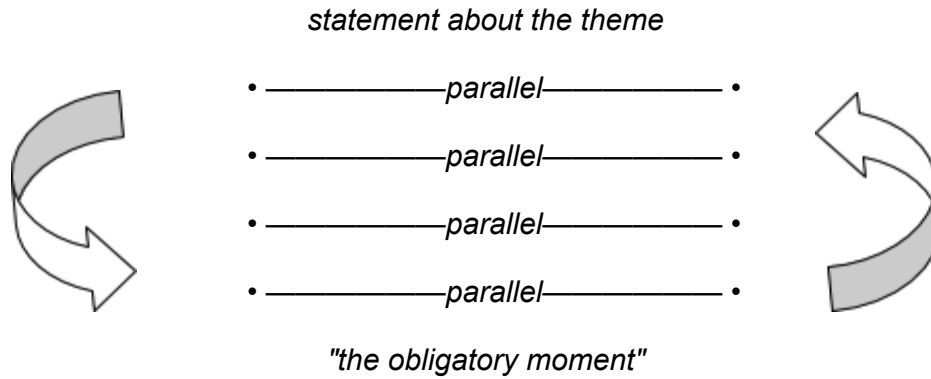 statement about the theme
• ——————parallel—————— •
• ——————parallel—————— •
• ——————parallel—————— •
• ——————parallel—————— •
"the obligatory moment"